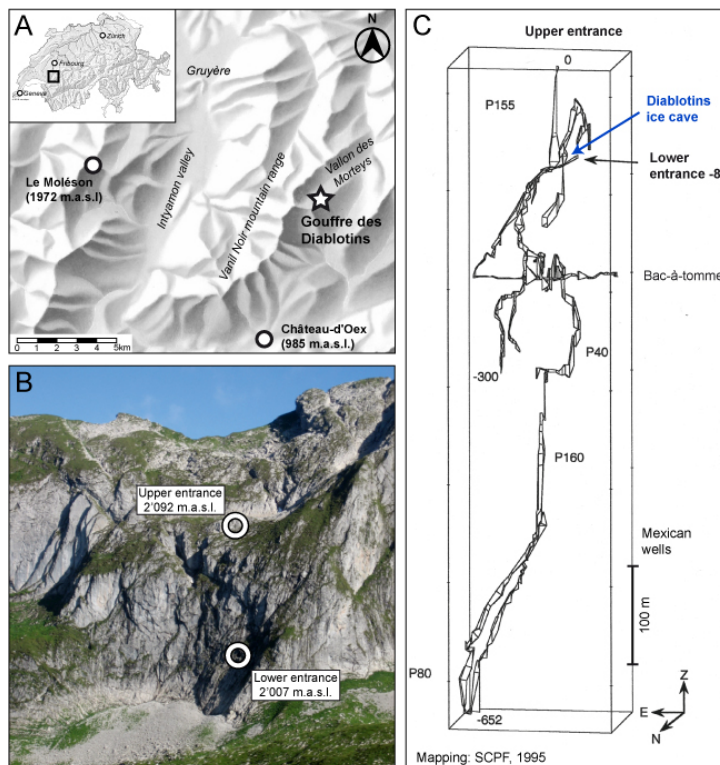 A
N
Zürich
Fribourg
Geneva
Gruyère
Le Moléson
(1972 m.a.s.l)
Intyamon valley
Vanil Noir mountain range
Vallon des
Morteys
Gouffre des
Diablotins
Château-d'Oex
(985 m.a.s.l.)
0 1 2 3 4 5km
B
Upper entrance
2'092 m.a.s.l.
Lower entrance
2'007 m.a.s.l.
C
Upper entrance
0
P155
Diablotins
ice cave
Lower
entrance -8
Bac-à-tomme
P40
-300
P160
Mexican
wells
100 m
P80
-652
Z
E
N
Mapping: SCPF, 1995